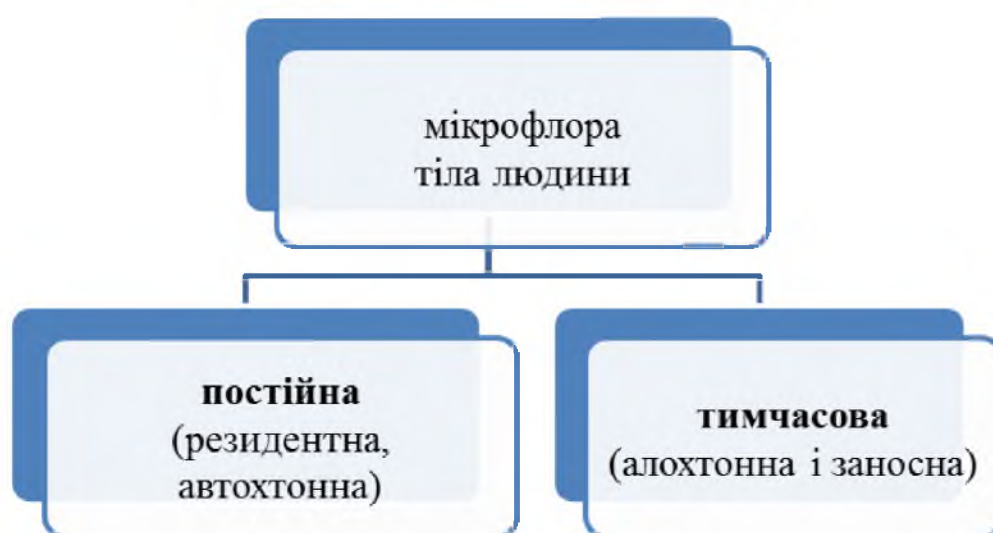 мікрофлора
тіла людини
постійна
(резидентна,
автохтонна)
тимчасова
(алохтонна і заносна)